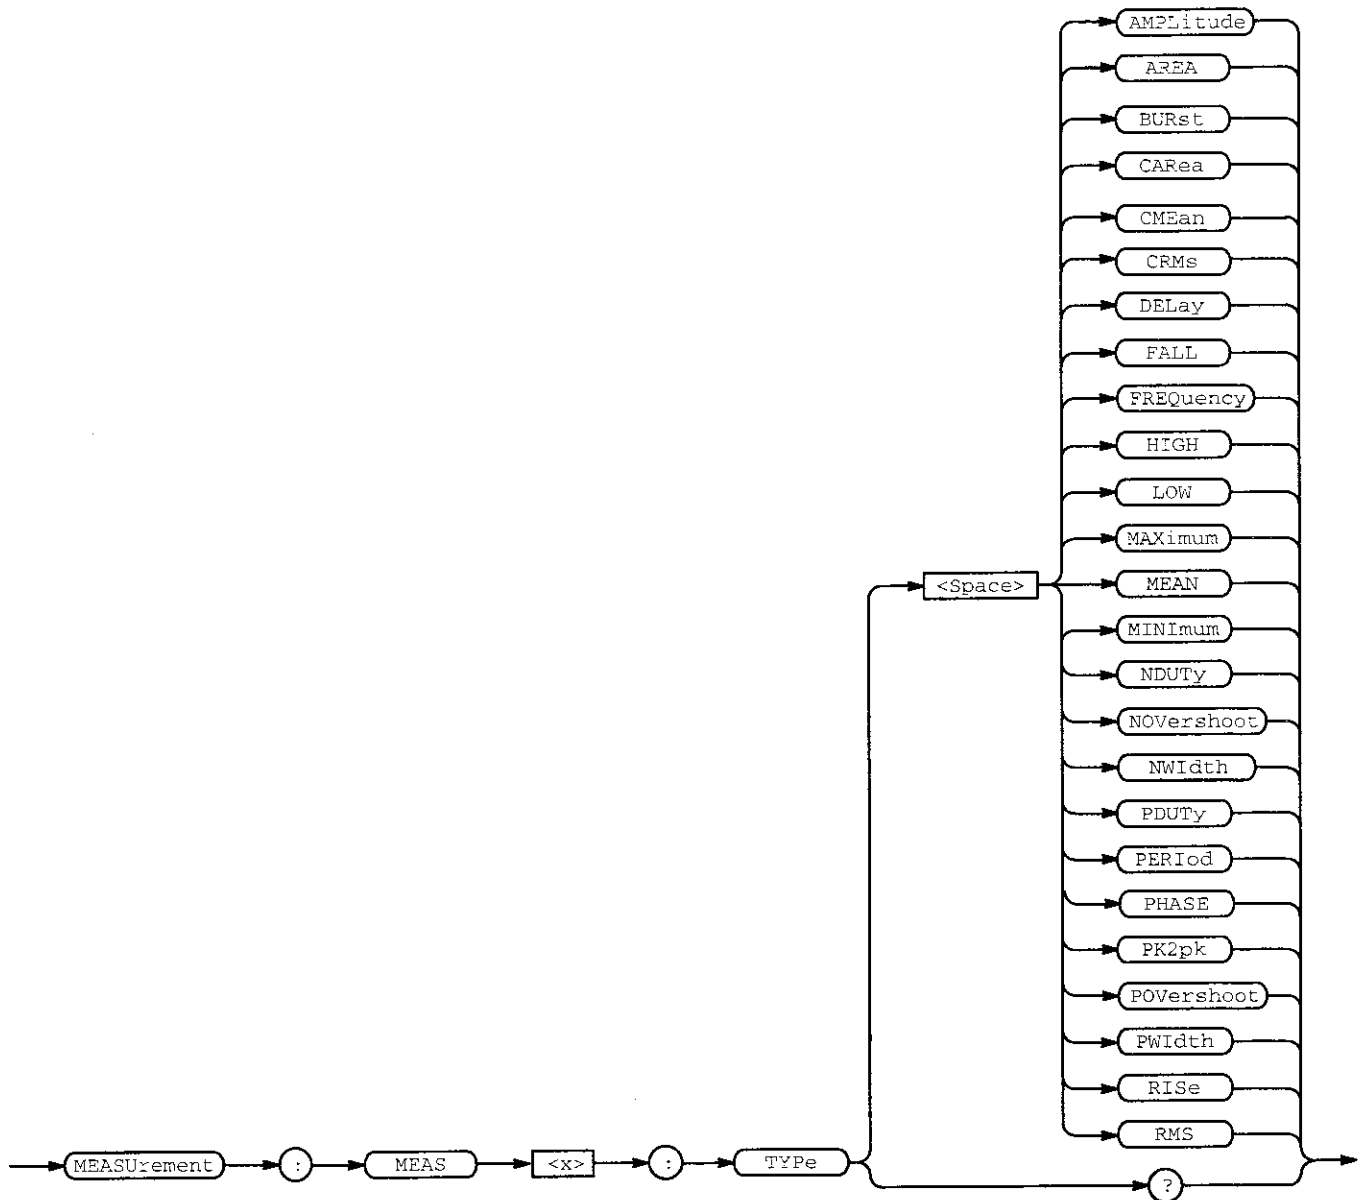 AMPLitude
AREA
BURst
CARea
CMEan
CRMs
DELay
FALL
FREQuency
HIGH
LOW
MAXimum
<Space>
MEAN
MINImum
NDUTy
NOVershoot
NWIdth
PDUTy
PERIod
PHASE
PK2pk
POVershoot
PWIdth
RISe
RMS
MEASUrement : MEAS <x> : TYPe
?